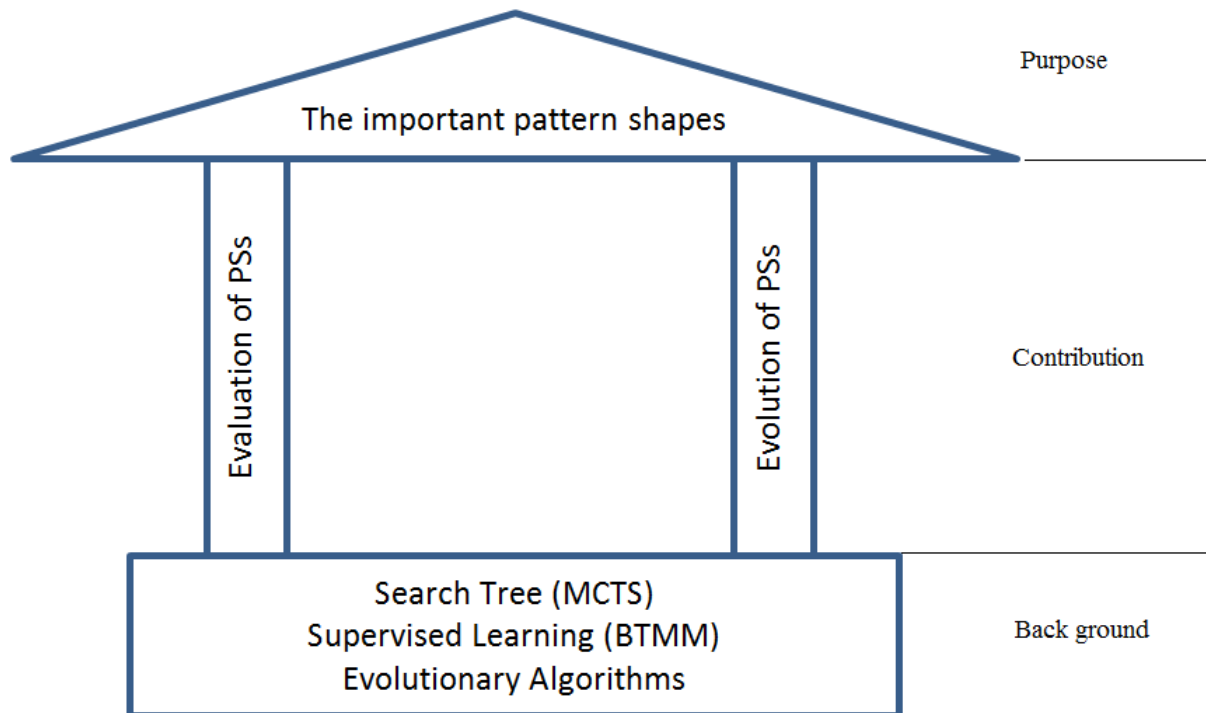 Purpose
The important pattern shapes
Evaluation of PSs
Evolution of PSs
Contribution
Search Tree (MCTS)
Supervised Learning (BTMM)
Evolutionary Algorithms
Back ground